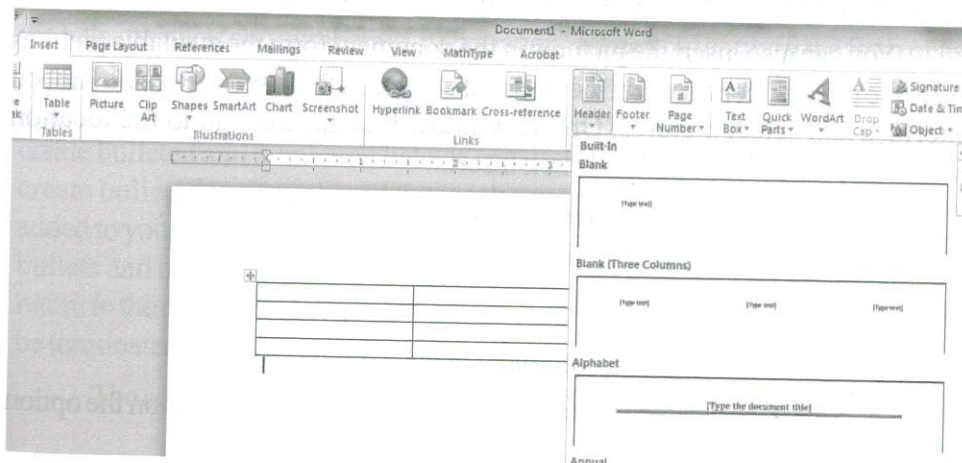 Document1 - Microsoft Word
Insert Page Layout References Mailings Review View MathType Acrobat
Table Picture Clip Art Shapes SmartArt Chart Screenshot Hyperlink Bookmark Cross-reference Header Footer Page Number Text Box Quick Parts WordArt Drop Cap Signature
Date & Tim
Object
Tables Illustrations Links
Built-In
Blank
[Type text]
Blank (Three Columns)
[Type text] [Type text] [Type text]
Alphabet
[Type the document title]
Annual